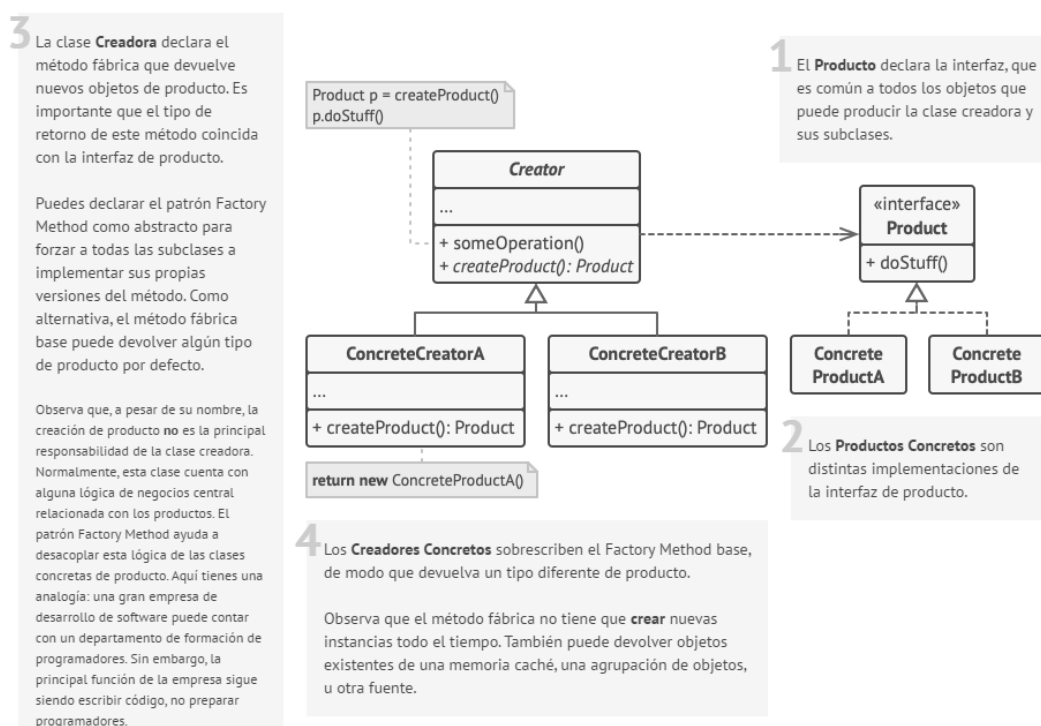 3
La clase Creadora declara el
método fábrica que devuelve
nuevos objetos de producto. Es
importante que el tipo de
retorno de este método coincida
con la interfaz de producto.
Puedes declarar el patrón Factory
Method como abstracto para
forzar a todas las subclases a
implementar sus propias
versiones del método. Como
alternativa, el método fábrica
base puede devolver algún tipo
de producto por defecto.
Observa que, a pesar de su nombre, la
creación de producto no es la principal
responsabilidad de la clase creadora.
Normalmente, esta clase cuenta con
alguna lógica de negocios central
relacionada con los productos. El
patrón Factory Method ayuda a
desacoplar esta lógica de las clases
concretas de producto. Aquí tienes una
analogía: una gran empresa de
desarrollo de software puede contar
con un departamento de formación de
programadores. Sin embargo, la
principal función de la empresa sigue
siendo escribir código, no preparar
programadores.
Product p = createProduct()
p.doStuff()
Creator
...
+ someOperation()
+ createProduct(): Product
ConcreteCreatorA
...
+ createProduct(): Product
ConcreteCreatorB
...
+ createProduct(): Product
return new ConcreteProductA()
1
El Producto declara la interfaz, que
es común a todos los objetos que
puede producir la clase creadora y
sus subclases.
«interface»
Product
+ doStuff()
Concrete
ProductA
Concrete
ProductB
2
Los Productos Concretos son
distintas implementaciones de
la interfaz de producto.
4
Los Creadores Concretos sobrescriben el Factory Method base,
de modo que devuelva un tipo diferente de producto.
Observa que el método fábrica no tiene que crear nuevas
instancias todo el tiempo. También puede devolver objetos
existentes de una memoria caché, una agrupación de objetos,
u otra fuente.